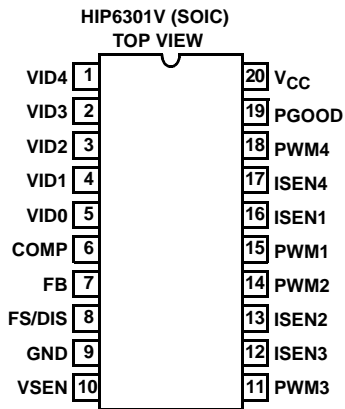 HIP6301V (SOIC)
TOP VIEW
VID4 1
VID3 2
VID2 3
VID1 4
VID0 5
COMP 6
FB 7
FS/DIS 8
GND 9
VSEN 10
20 VCC
19 PGOOD
18 PWM4
17 ISEN4
16 ISEN1
15 PWM1
14 PWM2
13 ISEN2
12 ISEN3
11 PWM3